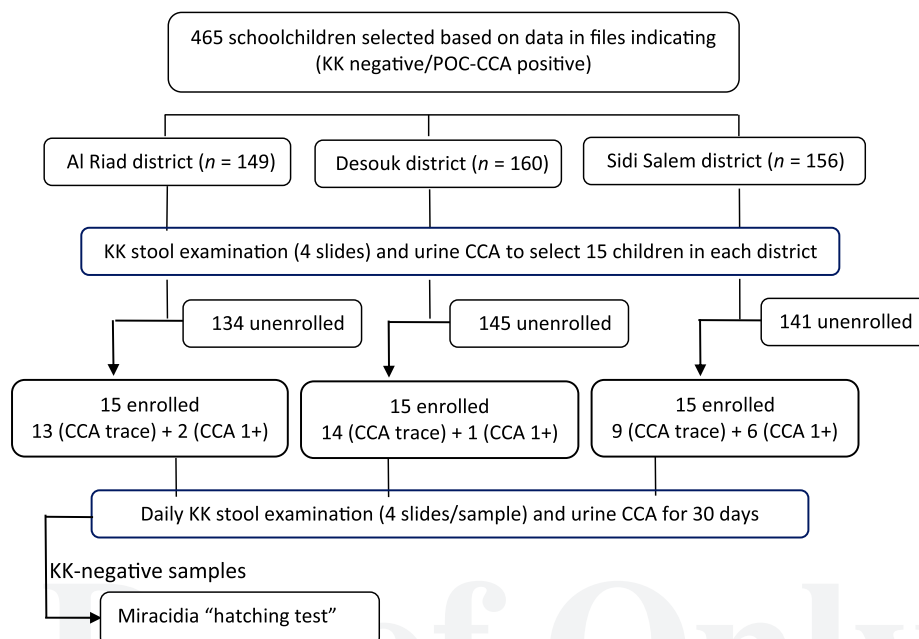 465 schoolchildren selected based on data in files indicating
(KK negative/POC-CCA positive)
Al Riad district (n = 149)
Desouk district (n = 160)
Sidi Salem district (n = 156)
KK stool examination (4 slides) and urine CCA to select 15 children in each district
134 unenrolled
145 unenrolled
141 unenrolled
15 enrolled
13 (CCA trace) + 2 (CCA 1+)
15 enrolled
14 (CCA trace) + 1 (CCA 1+)
15 enrolled
9 (CCA trace) + 6 (CCA 1+)
Daily KK stool examination (4 slides/sample) and urine CCA for 30 days
KK-negative samples
Miracidia “hatching test”